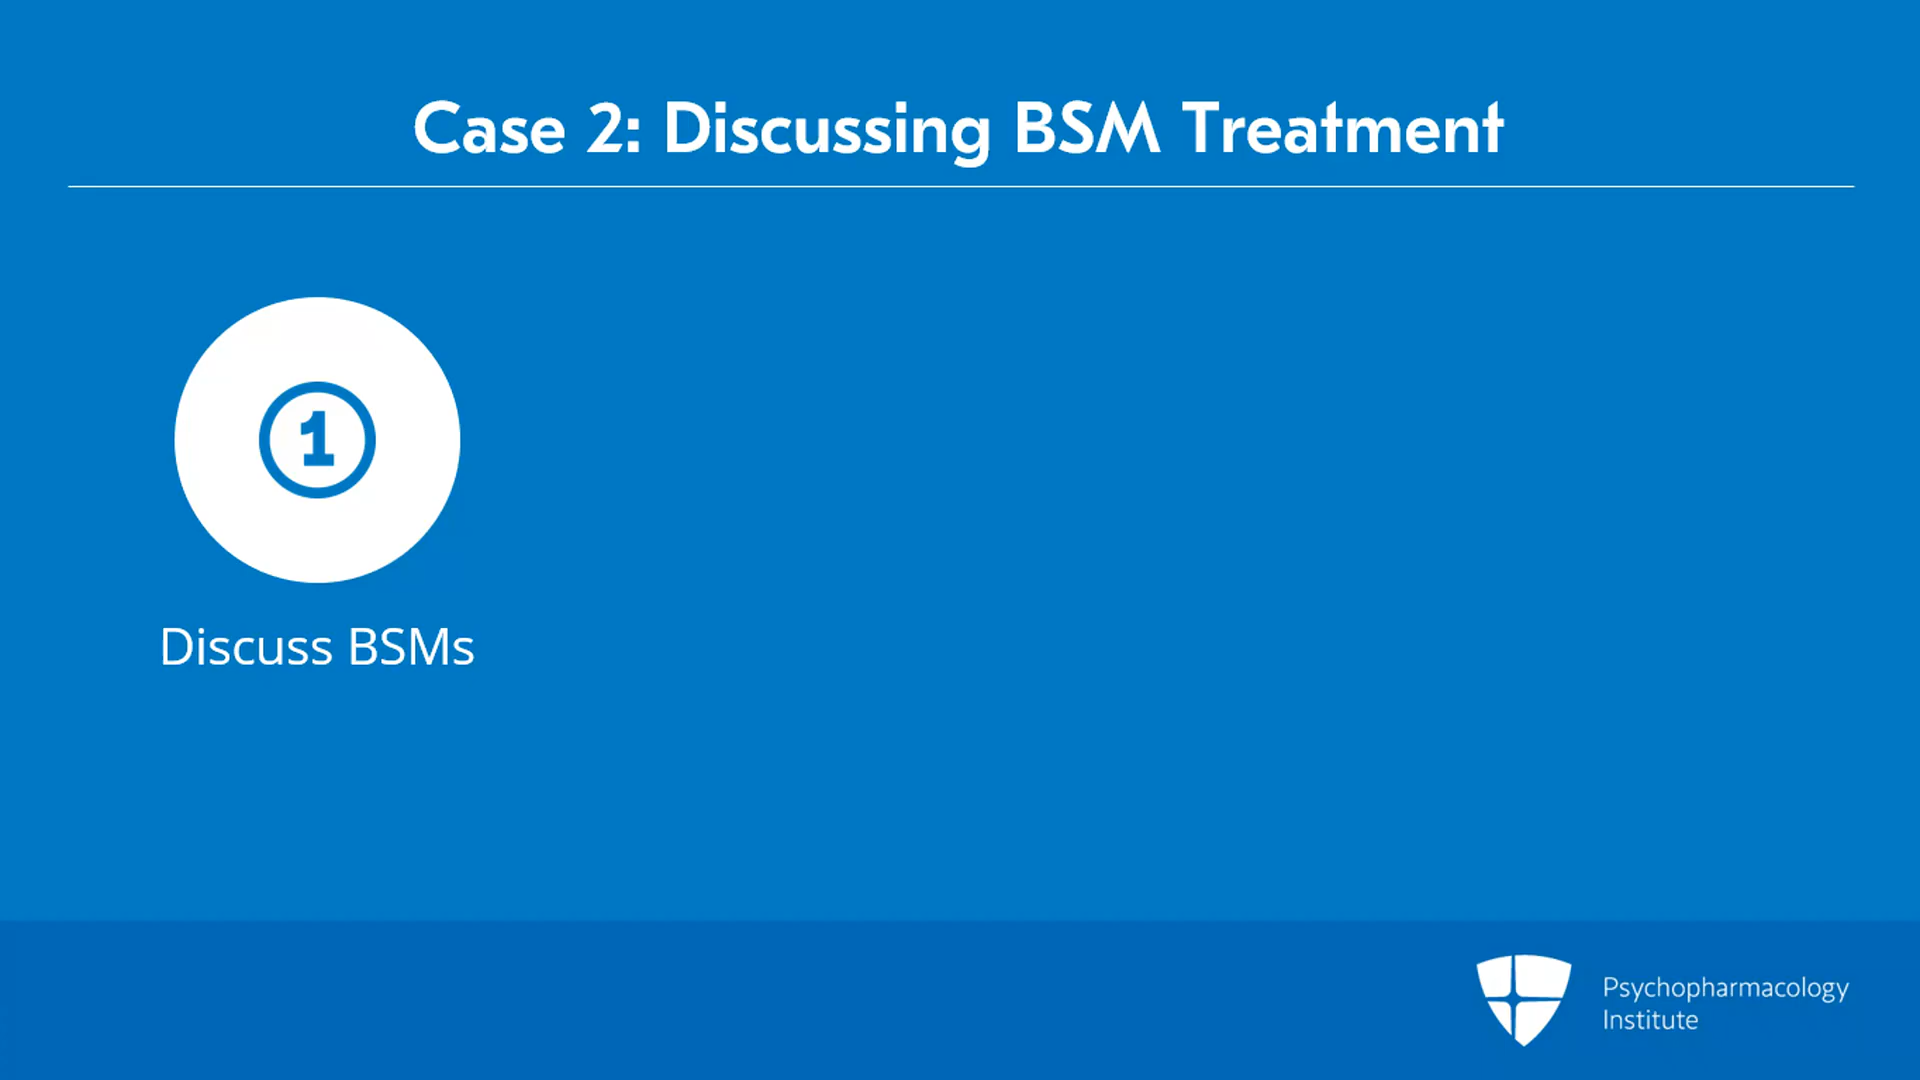 Case 2: Discussing BSM Treatment
1
Discuss BSMs
Psychopharmacology
Institute